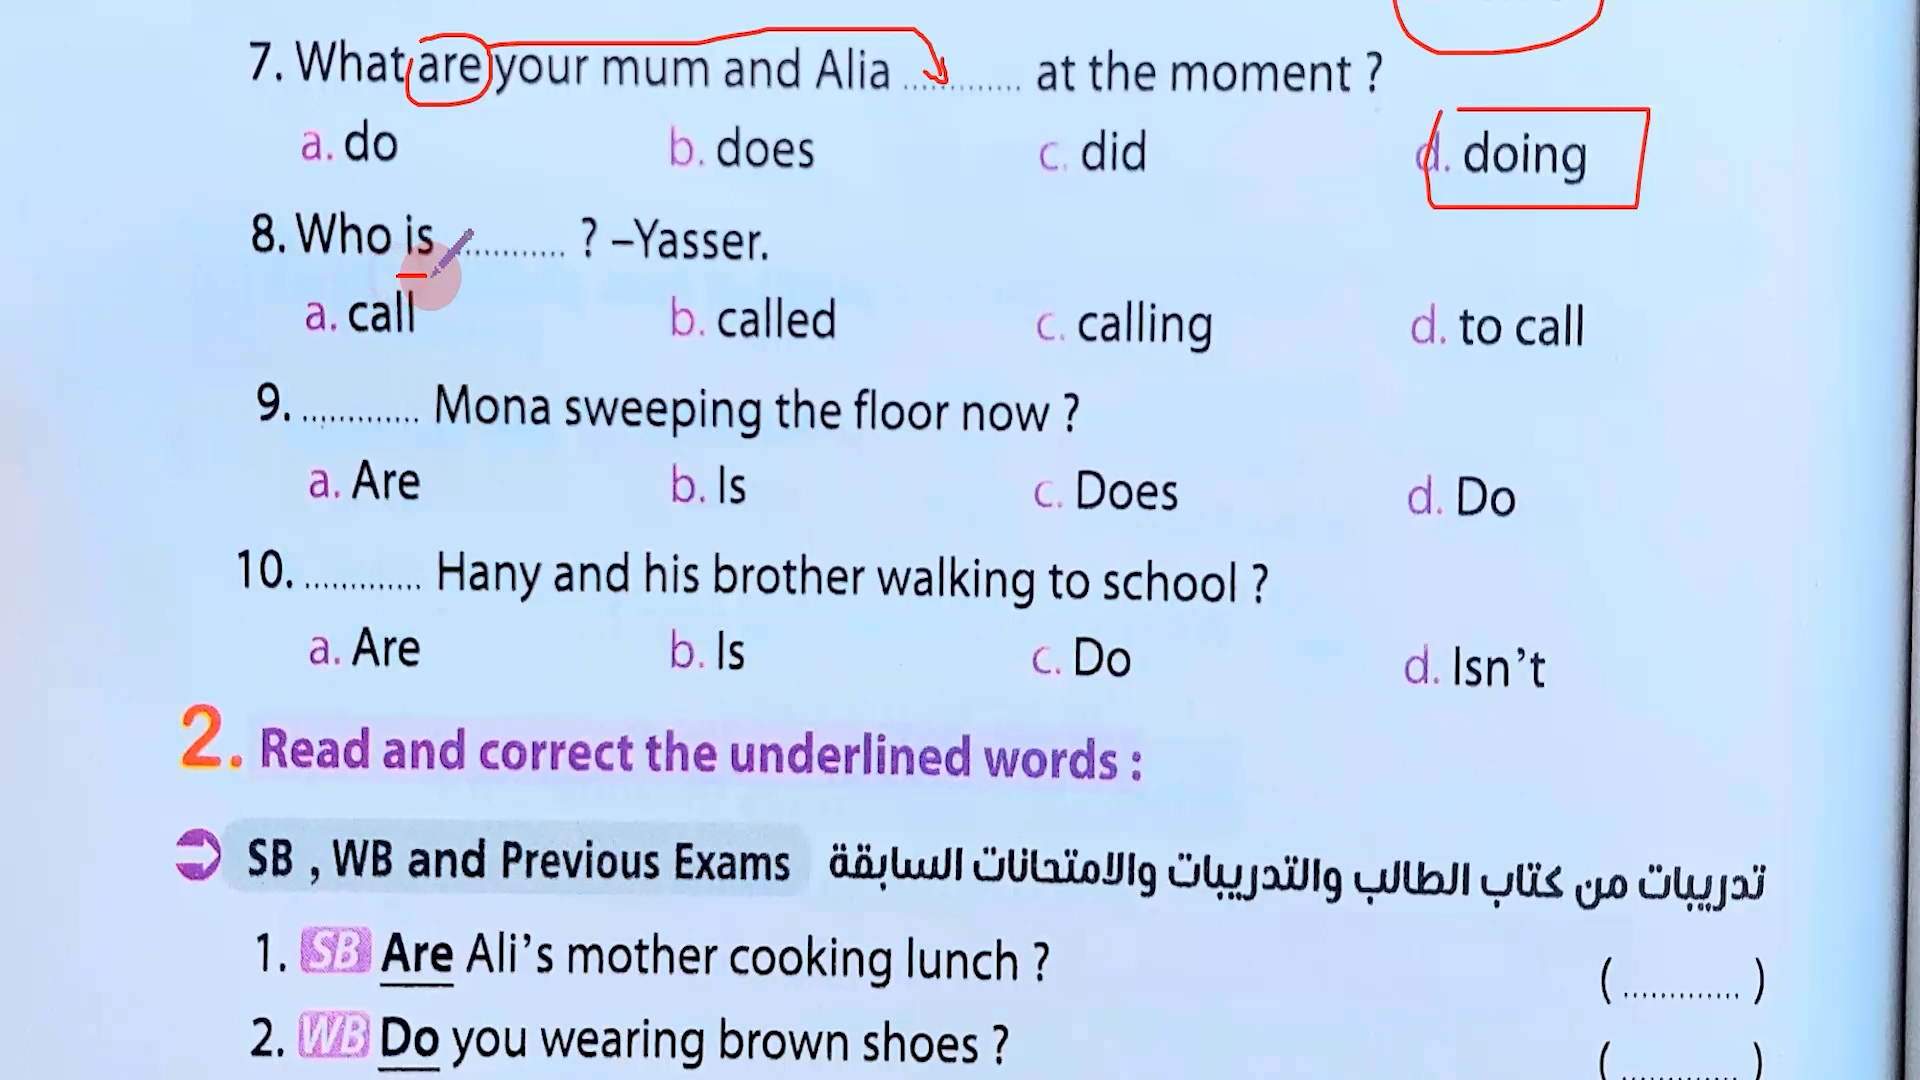 7. What are your mum and Alia ............. at the moment ?
a. do b. does c. did d. doing
8. Who is ............ ? –Yasser.
a. call b. called c. calling d. to call
9. ............. Mona sweeping the floor now ?
a. Are b. Is c. Does d. Do
10. ............. Hany and his brother walking to school ?
a. Are b. Is c. Do d. Isn’t
2. Read and correct the underlined words :
SB , WB and Previous Exams تدريبات من كتاب الطالب والتدريبات والامتحانات السابقة
1. SB Are Ali’s mother cooking lunch ? (.............)
2. WB Do you wearing brown shoes ? (.............)